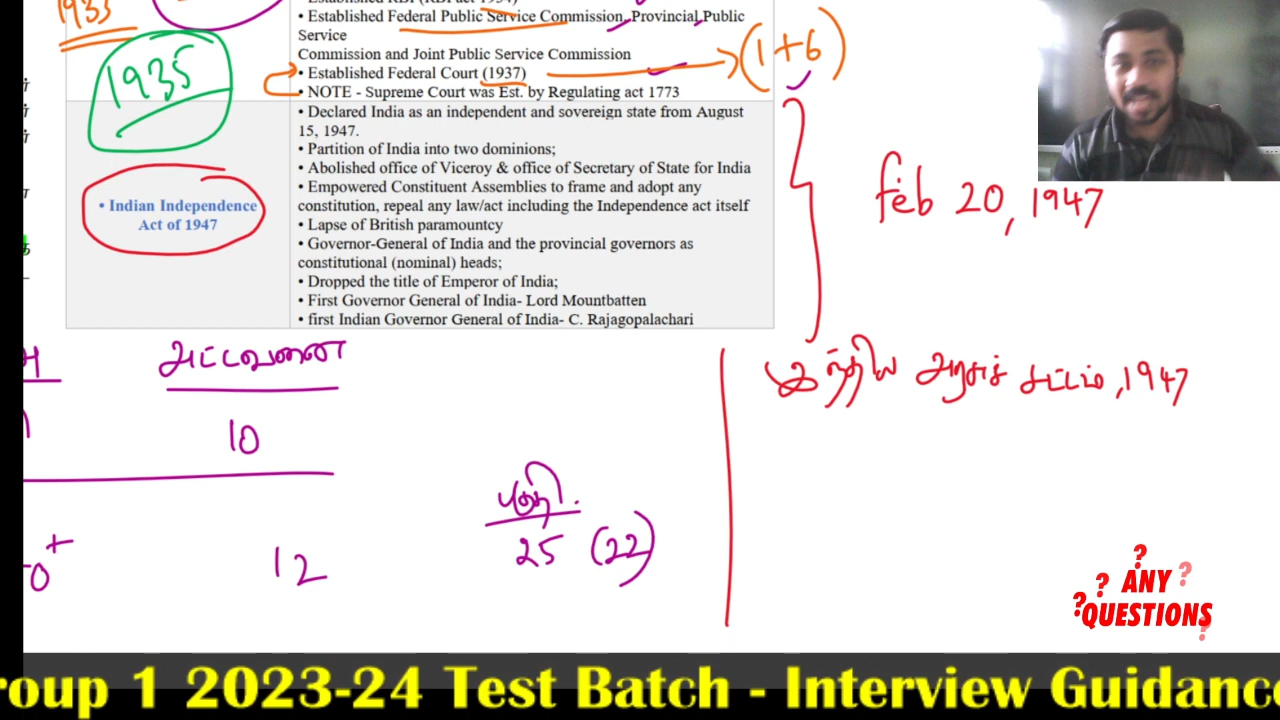 1935
• Established Federal Public Service Commission, Provincial Public
Service
Commission and Joint Public Service Commission
• Established Federal Court (1937)
(1+6)
• NOTE - Supreme Court was Est. by Regulating act 1773
1935
• Indian Independence
Act of 1947
• Declared India as an independent and sovereign state from August
15, 1947.
• Partition of India into two dominions;
• Abolished office of Viceroy & office of Secretary of State for India
• Empowered Constituent Assemblies to frame and adopt any
constitution, repeal any law/act including the Independence act itself
• Lapse of British paramountcy
• Governor-General of India and the provincial governors as
constitutional (nominal) heads;
• Dropped the title of Emperor of India;
• First Governor General of India- Lord Mountbatten
• first Indian Governor General of India- C. Rajagopalachari
Feb 20, 1947
அட்டவணை
இந்திய அரசுச் சட்டம், 1947
10
பகுதி.
25 (22)
12
ANY
QUESTIONS
roup 1 2023-24 Test Batch - Interview Guidance